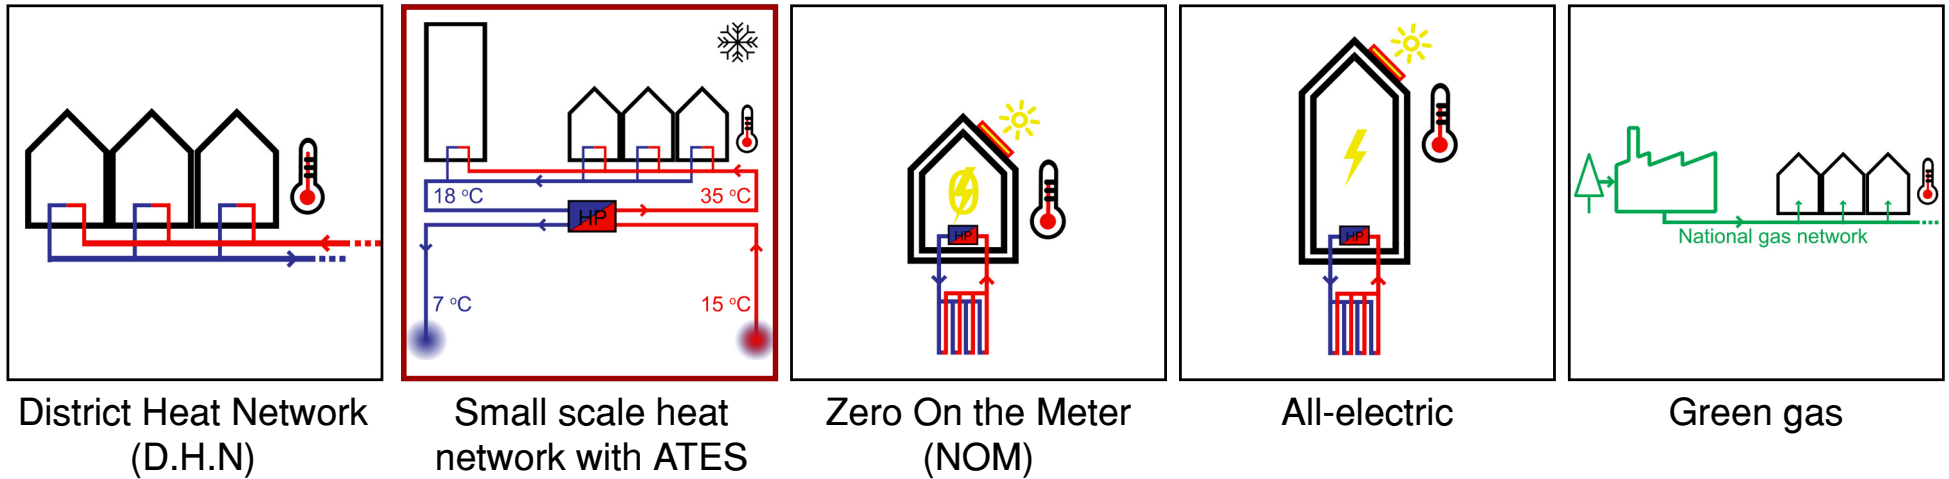 18 °C
35 °C
HP
7 °C
15 °C
HP
HP
National gas network
District Heat Network
(D.H.N)
Small scale heat
network with ATES
Zero On the Meter
(NOM)
All-electric
Green gas